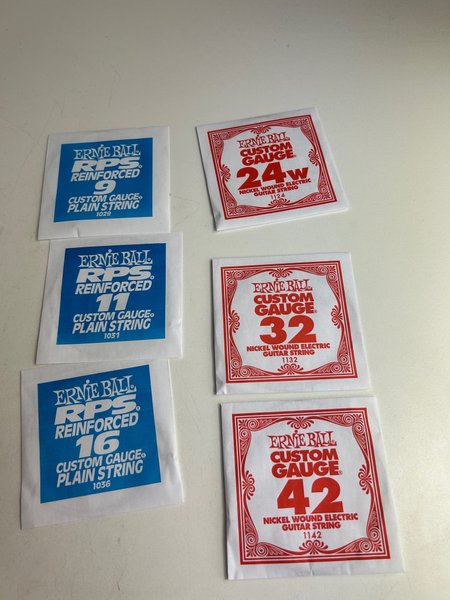 ERNiE BALL
RPS®
REINFORCED
9
CUSTOM GAUGE®
PLAIN STRING
1029
ERNiE BALL
RPS®
REINFORCED
11
CUSTOM GAUGE®
PLAIN STRING
1031
ERNiE BALL
RPS®
REINFORCED
16
CUSTOM GAUGE®
PLAIN STRING
1036
ERNiE BALL
CUSTOM
GAUGE®
24w
NICKEL WOUND ELECTRIC
GUITAR STRING
1124
ERNiE BALL
CUSTOM
GAUGE®
32
NICKEL WOUND ELECTRIC
GUITAR STRING
1132
ERNiE BALL
CUSTOM
GAUGE®
42
NICKEL WOUND ELECTRIC
GUITAR STRING
1142